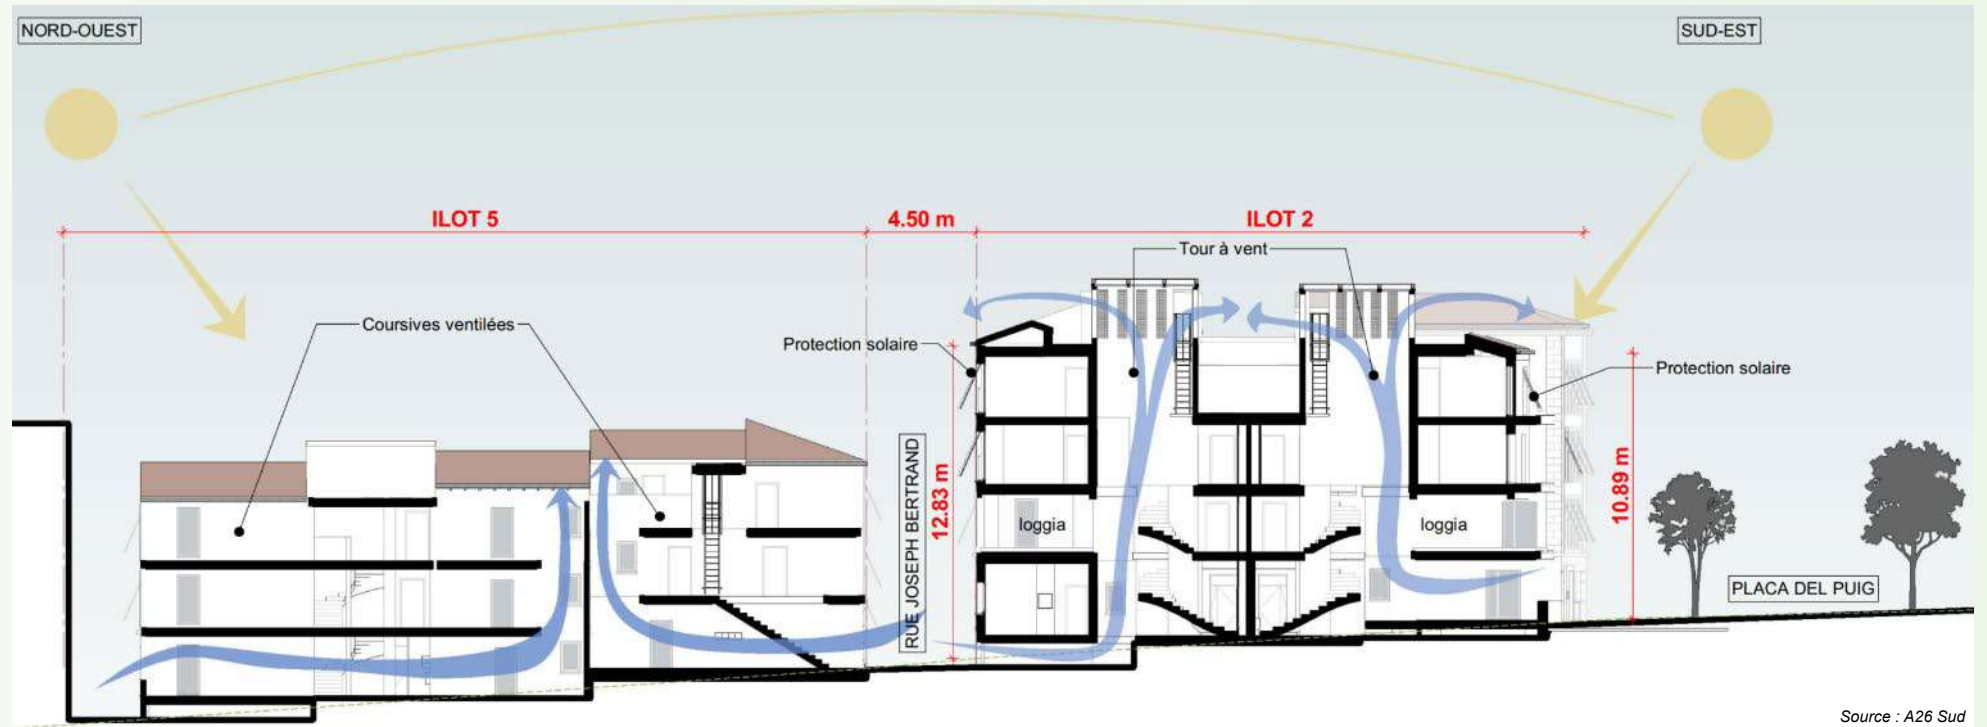 NORD-OUEST
SUD-EST
ILOT 5
4.50 m
ILOT 2
Tour à vent
Coursives ventilées
Protection solaire
Protection solaire
RUE JOSEPH BERTRAND
12.83 m
10.89 m
loggia
loggia
PLACA DEL PUIG
Source : A26 Sud